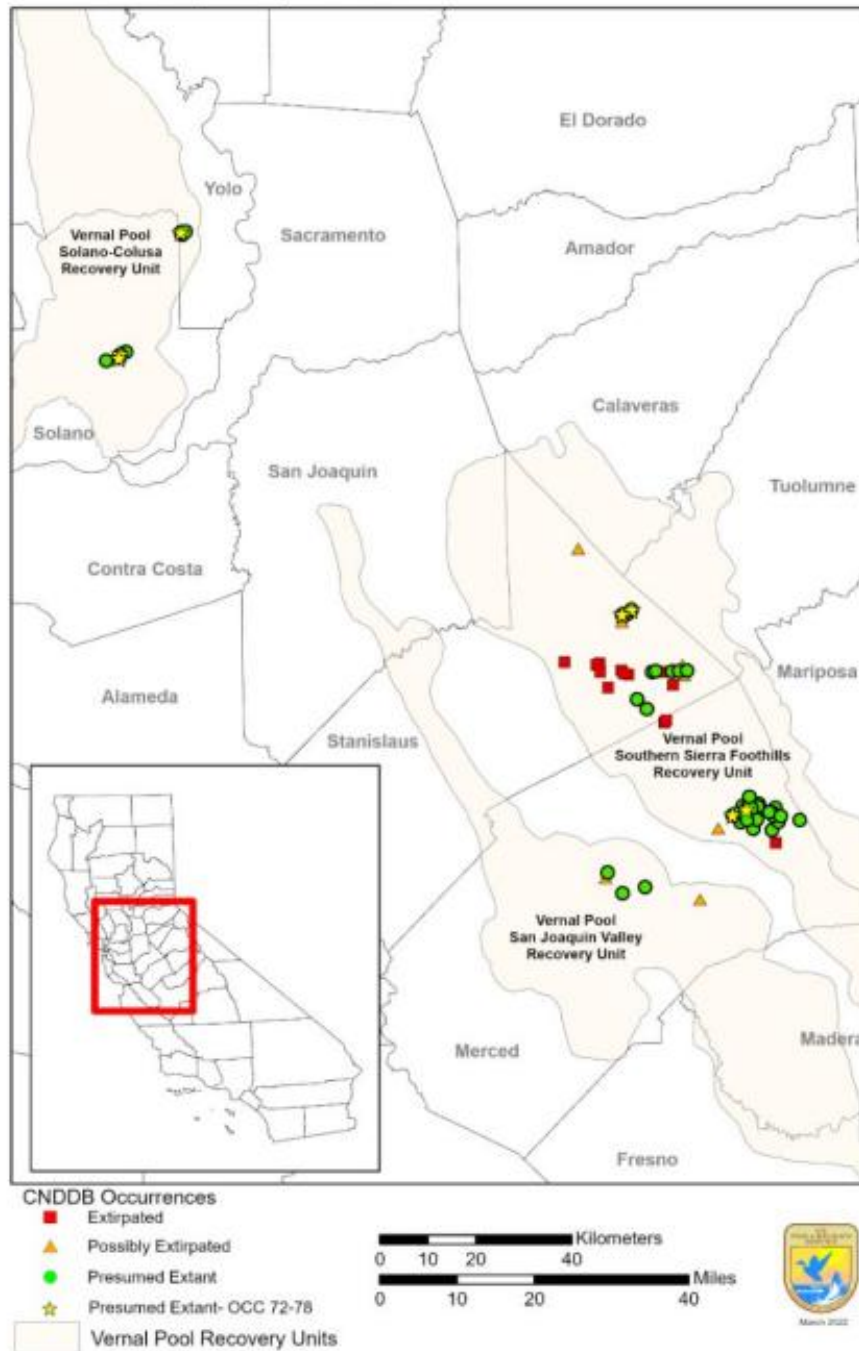 El Dorado
Yolo
Vernal Pool
Solano-Colusa
Recovery Unit
Sacramento
Amador
Calaveras
Solano
San Joaquin
Tuolumne
Contra Costa
Mariposa
Alameda
Stanislaus
Vernal Pool
Southern Sierra Foothills
Recovery Unit
Vernal Pool
San Joaquin Valley
Recovery Unit
Merced
Madera
Fresno
CNDDB Occurrences
Extirpated
Possibly Extirpated
Presumed Extant
Presumed Extant- OCC 72-78
Vernal Pool Recovery Units
Kilometers
0 10 20 40
Miles
0 10 20 40
March 2022